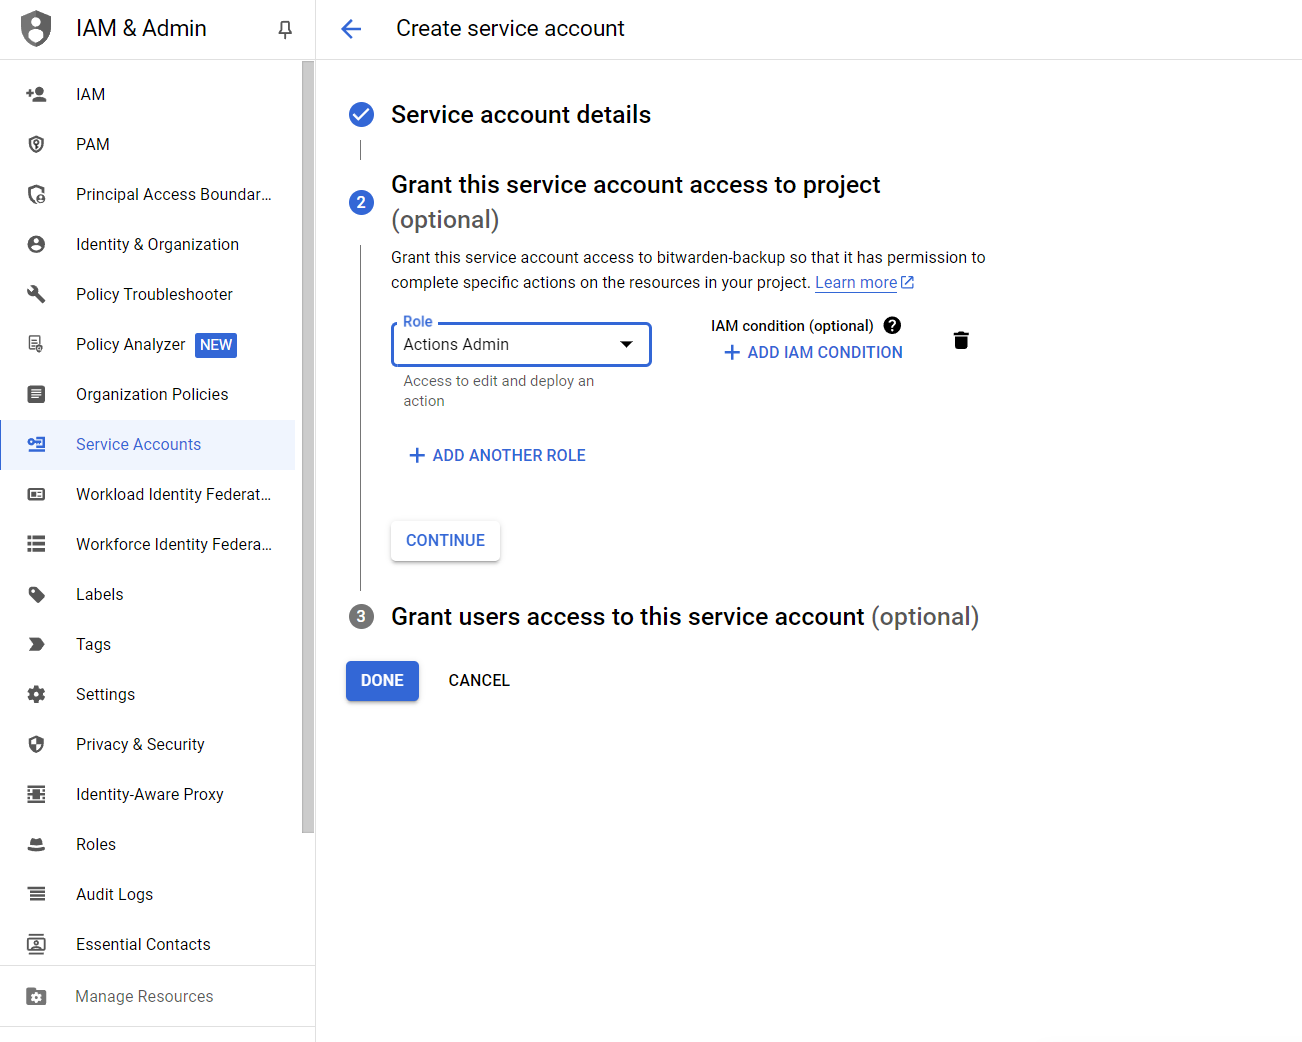 IAM & Admin
IAM
PAM
Principal Access Boundar...
Identity & Organization
Policy Troubleshooter
Policy Analyzer NEW
Organization Policies
Service Accounts
Workload Identity Federat...
Workforce Identity Federa...
Labels
Tags
Settings
Privacy & Security
Identity-Aware Proxy
Roles
Audit Logs
Essential Contacts
Manage Resources
Create service account
Service account details
2
Grant this service account access to project
(optional)
Grant this service account access to bitwarden-backup so that it has permission to
complete specific actions on the resources in your project. Learn more
Role
Actions Admin
Access to edit and deploy an
action
IAM condition (optional) ?
+ ADD IAM CONDITION
+ ADD ANOTHER ROLE
CONTINUE
3 Grant users access to this service account (optional)
DONE CANCEL